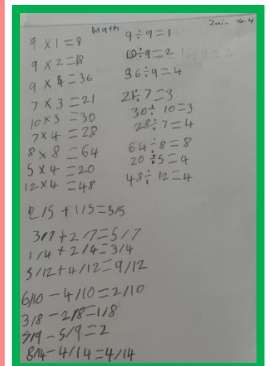 Math
2min Yr.4
9 × 1 = 9
9 × 2 = 18
9 × 4 = 36
7 × 3 = 21
10 × 3 = 30
7 × 4 = 28
8 × 8 = 64
5 × 4 = 20
12 × 4 = 48
9 ÷ 9 = 1
18 ÷ 9 = 2
36 ÷ 9 = 4
21 ÷ 7 = 3
30 ÷ 10 = 3
28 ÷ 7 = 4
64 ÷ 8 = 8
20 ÷ 5 = 4
48 ÷ 12 = 4
2/5 + 1/5 = 3/5
3/7 + 2/7 = 5/7
1/4 + 2/4 = 3/4
5/12 + 4/12 = 9/12
6/10 - 4/10 = 2/10
3/8 - 2/8 = 1/8
5/9 = 2
8/14 - 4/14 = 4/14